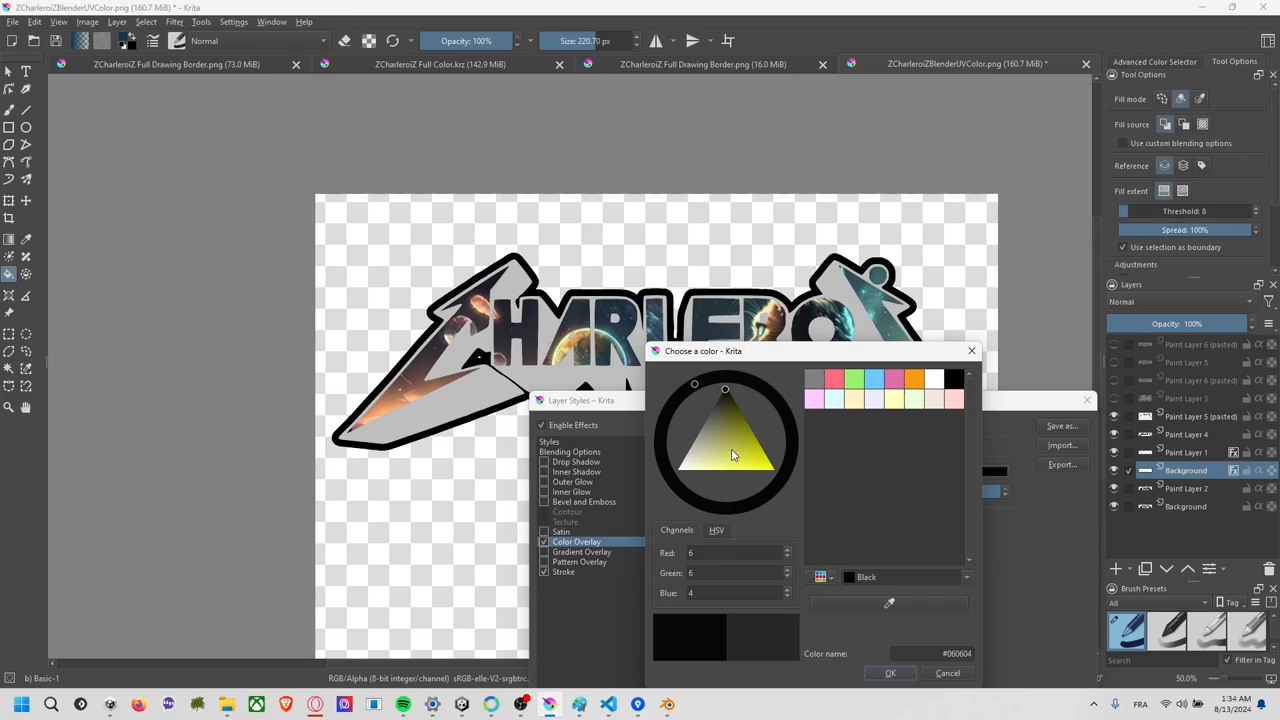 ZCharleroiZBlenderUVColor.png (160.7 MiB) * - Krita
File Edit View Image Layer Select Filter Tools Settings Window Help
Normal Opacity: 100% Size: 220.70 px
ZCharleroiZ Full Drawing Border.png (73.0 MiB) ZCharleroiZ Full Color.krz (142.9 MiB) ZCharleroiZ Full Drawing Border.png (16.0 MiB) ZCharleroiZBlenderUVColor.png (160.7 MiB) *
Advanced Color Selector Tool Options
Tool Options
Fill mode
Fill source
Use custom blending options
Reference
Fill extent
Threshold: 8
Spread: 100%
Use selection as boundary
Adjustments
Layers
Normal
Opacity: 100%
Paint Layer 6 (pasted)
Paint Layer 5
Paint Layer 6 (pasted)
Paint Layer 3
Paint Layer 5 (pasted)
Paint Layer 4
Paint Layer 1
Background
Paint Layer 2
Background
Brush Presets
All Tag
Search Filter in Tag
CHARLEROI
Layer Styles – Krita
Enable Effects
Styles
Blending Options
Drop Shadow
Inner Shadow
Outer Glow
Inner Glow
Bevel and Emboss
Contour
Texture
Satin
Color Overlay
Gradient Overlay
Pattern Overlay
Stroke
Save as...
Import...
Export...
Choose a color - Krita
Channels HSV
Red: 6
Green: 6
Blue: 4
Black
Color name: #060604
OK Cancel
b) Basic-1 RGB/Alpha (8-bit integer/channel) sRGB-elle-V2-srgbtrc. 50.0%
FRE 1:34 AM
8/13/2024